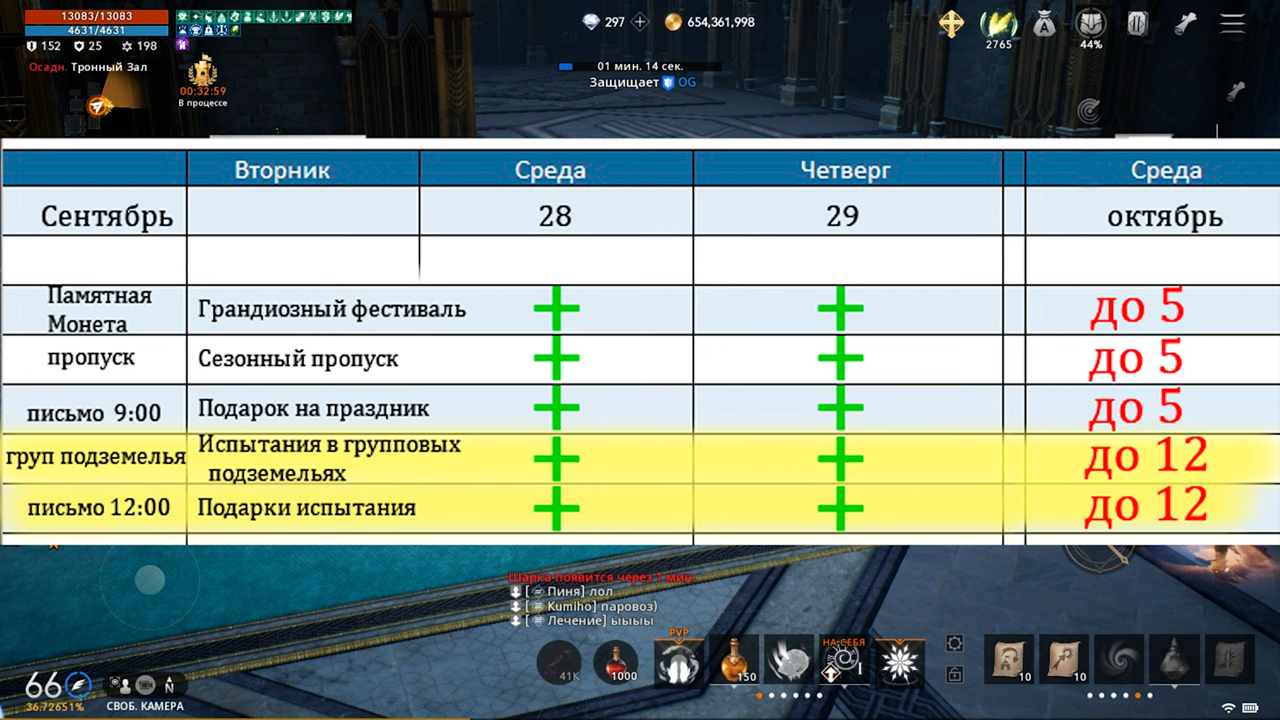 13083/13083
4631/4631
152 25 198
Осадн. Тронный Зал
00:32:59
В процессе
297 654,361,998
01 мин. 14 сек.
Защищает OG
2765
A
44%
Вторник Среда Четверг Среда
Сентябрь 28 29 октябрь
Памятная
Монета
Грандиозный фестиваль + + до 5
пропуск Сезонный пропуск + + до 5
письмо 9:00 Подарок на праздник + + до 5
груп подземелья Испытания в групповых
подземельях
+ + до 12
письмо 12:00 Подарки испытания + + до 12
Шарка появится через 1 мин.
[ Пиня] лол
[ Kumiho] паровоз)
[ Лечение] ыыыы
PVP
НА СЕБЯ
41K 1000 150 I 10 10
66
36.72651%
N
СВОБ. КАМЕРА